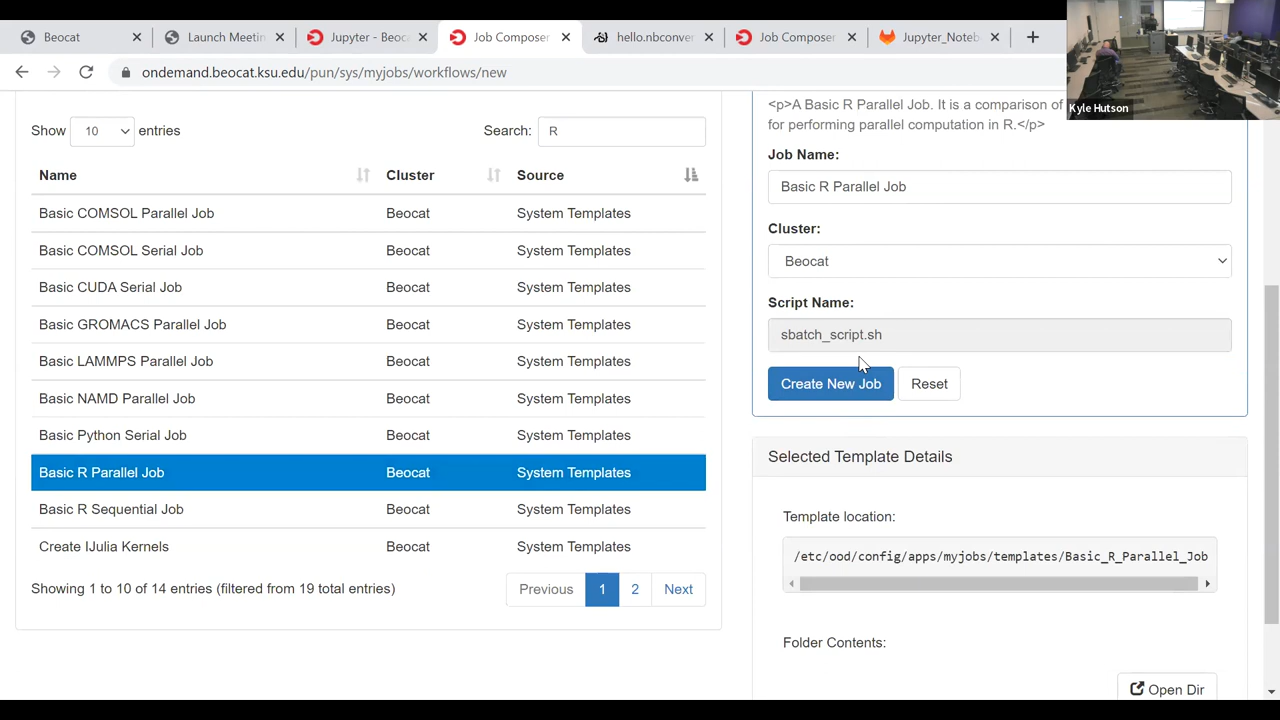 Beocat
Launch Meetin
Jupyter - Beoca
Job Composer
hello.nbconver
Job Composer
Jupyter_Noteb
ondemand.beocat.ksu.edu/pun/sys/myjobs/workflows/new
Kyle Hutson
Show 10 entries
Search: R
Name Cluster Source
Basic COMSOL Parallel Job Beocat System Templates
Basic COMSOL Serial Job Beocat System Templates
Basic CUDA Serial Job Beocat System Templates
Basic GROMACS Parallel Job Beocat System Templates
Basic LAMMPS Parallel Job Beocat System Templates
Basic NAMD Parallel Job Beocat System Templates
Basic Python Serial Job Beocat System Templates
Basic R Parallel Job Beocat System Templates
Basic R Sequential Job Beocat System Templates
Create IJulia Kernels Beocat System Templates
Showing 1 to 10 of 14 entries (filtered from 19 total entries)
Previous 1 2 Next
<p>A Basic R Parallel Job. It is a comparison of
for performing parallel computation in R.</p>
Job Name:
Basic R Parallel Job
Cluster:
Beocat
Script Name:
sbatch_script.sh
Create New Job Reset
Selected Template Details
Template location:
/etc/ood/config/apps/myjobs/templates/Basic_R_Parallel_Job
Folder Contents:
Open Dir